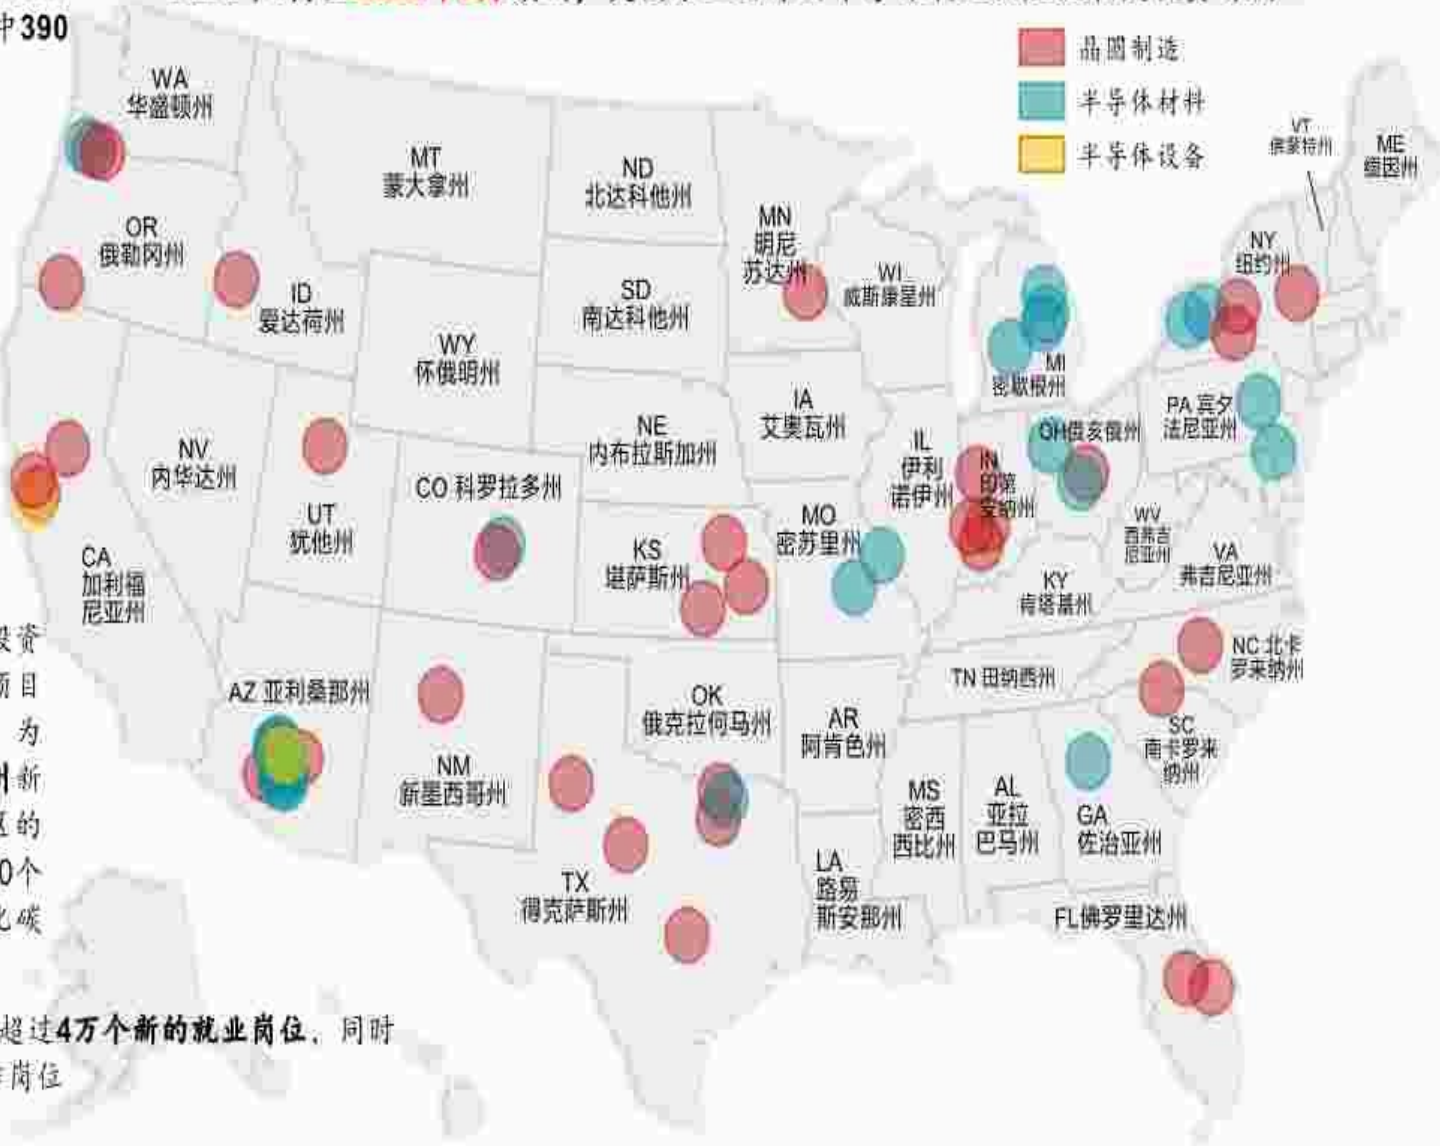 中390
晶圆制造
半导体材料
半导体设备
WA
华盛顿州
MT
蒙大拿州
ND
北达科他州
MN
明尼
苏达州
VT
佛蒙特州
ME
缅因州
OR
俄勒冈州
ID
爱达荷州
SD
南达科他州
WI
威斯康星州
NY
纽约州
WY
怀俄明州
MI
密歇根州
NE
内布拉斯加州
IA
艾奥瓦州
PA 宾夕
法尼亚州
NV
内华达州
UT
犹他州
CO 科罗拉多州
IL
伊利
诺伊州
IN
印第
安纳州
OH俄亥俄州
CA
加利福
尼亚州
KS
堪萨斯州
MO
密苏里州
WV
西弗吉
尼亚州
VA
弗吉尼亚州
KY
肯塔基州
投资
项目
AZ 亚利桑那州
OK
俄克拉何马州
TN 田纳西州
NC 北卡
罗来纳州
为
州新
NM
新墨西哥州
AR
阿肯色州
SC
南卡罗来
纳州
区的
0个
化碳
TX
得克萨斯州
MS
密西
西比州
AL
亚拉
巴马州
GA
佐治亚州
LA
路易
斯安那州
FL佛罗里达州
超过4万个新的就业岗位，同时
岗位